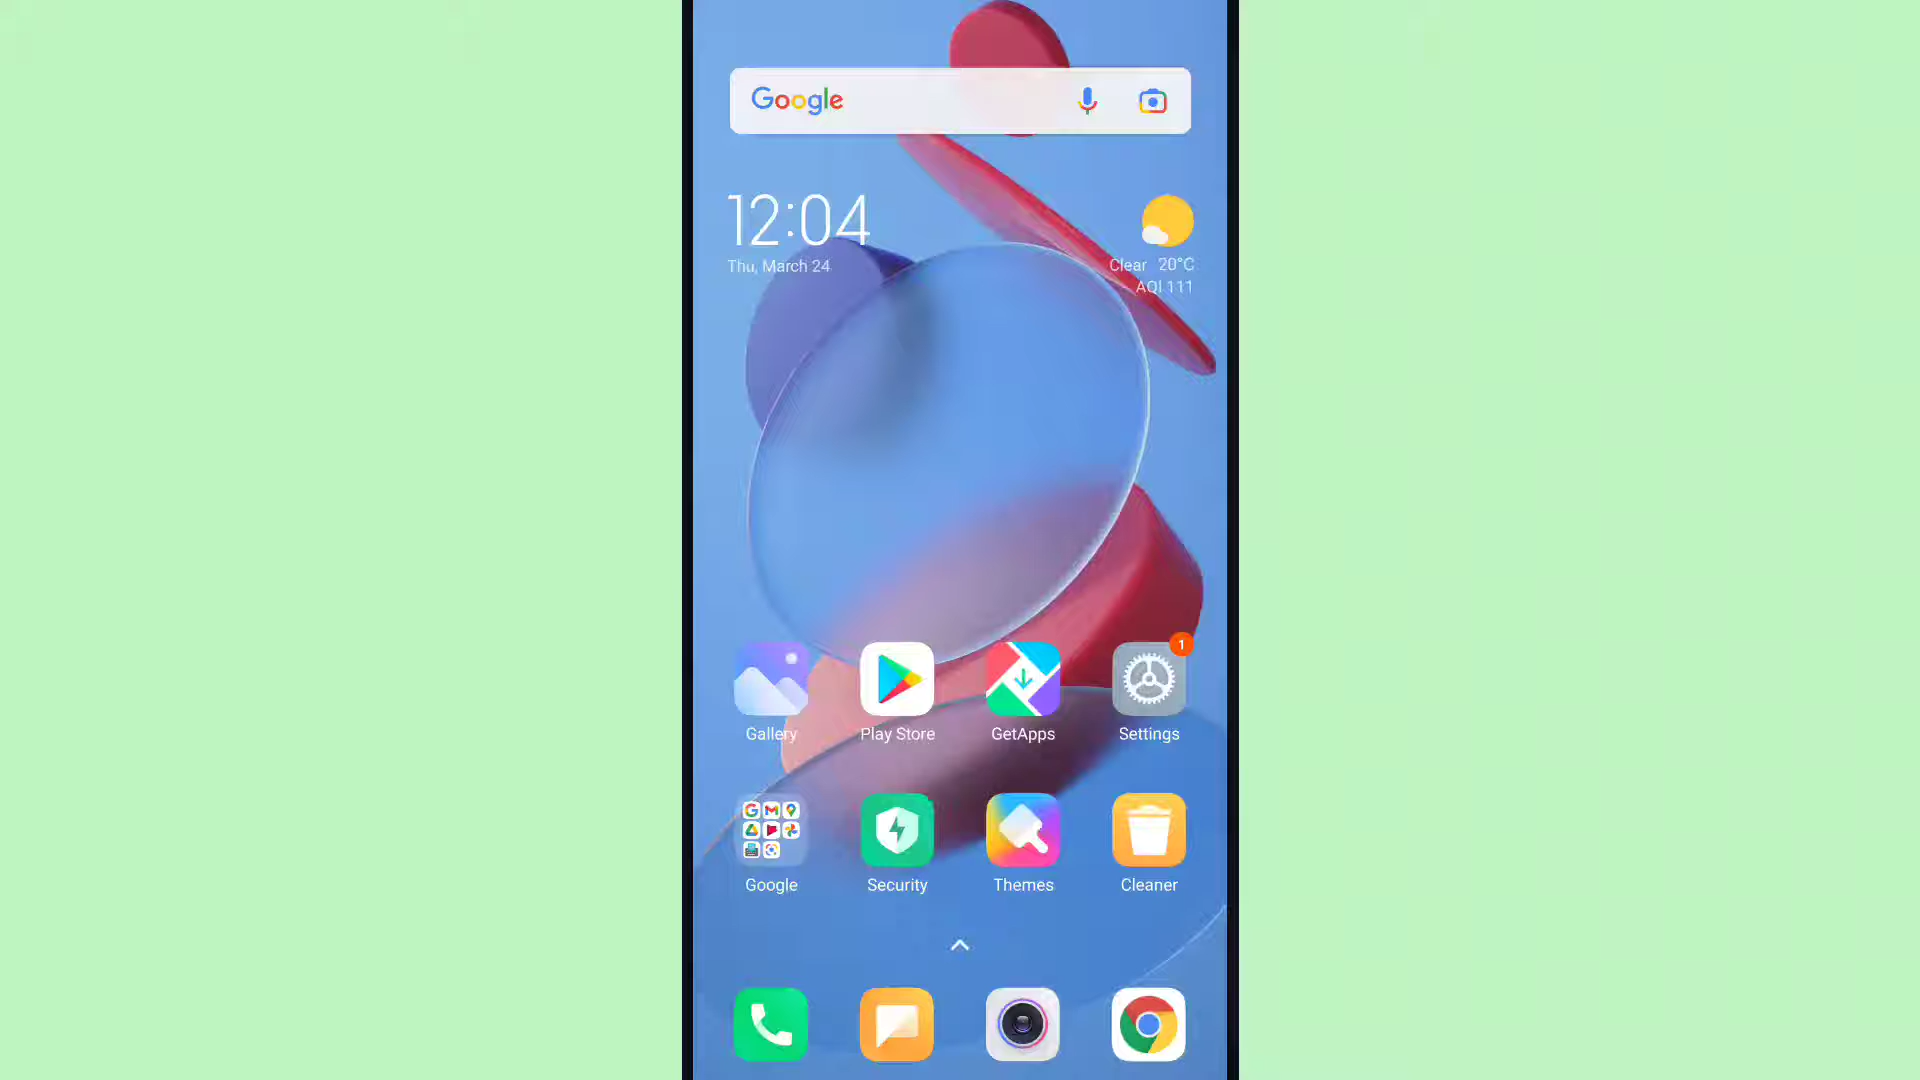 Google
12:04
Thu, March 24
Clear 20°C
AQI 111
1
Gallery
Play Store
GetApps
Settings
Google
Security
Themes
Cleaner